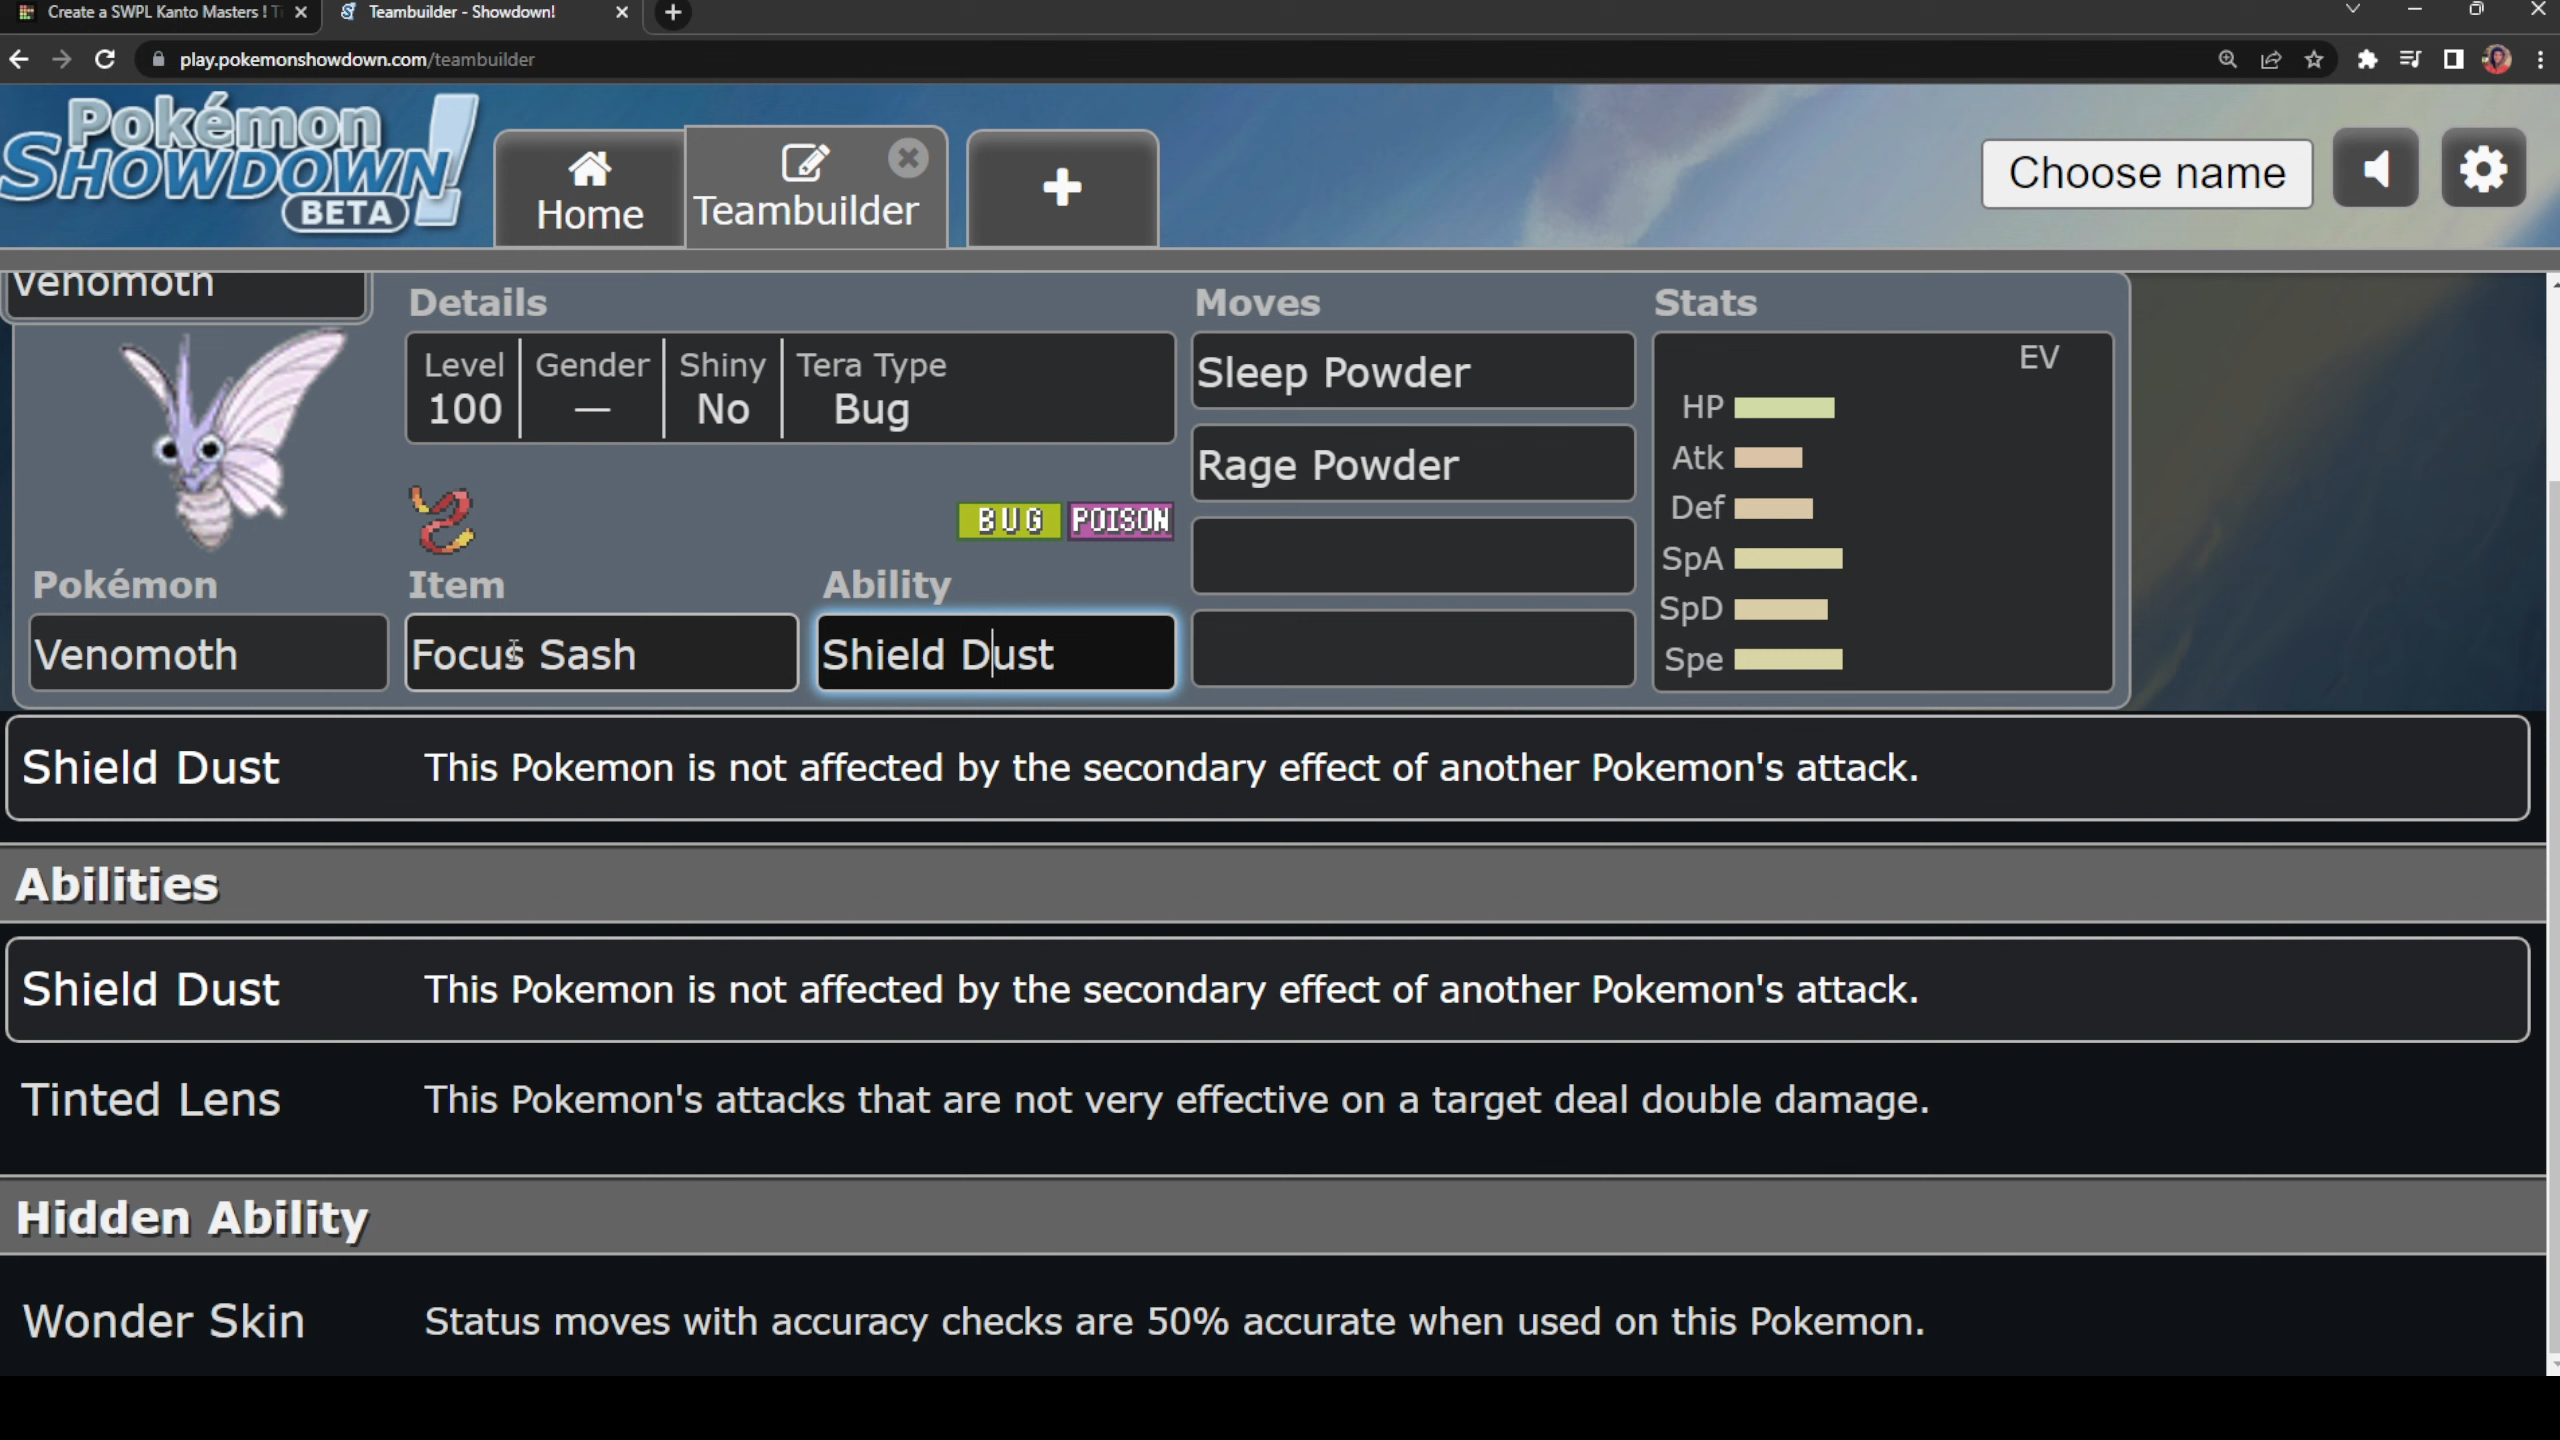 Create a SWPL Kanto Masters ! Ti
Teambuilder - Showdown!
play.pokemonshowdown.com/teambuilder
Pokémon
SHOWDOWN!
BETA
Home
Teambuilder
Choose name
Venomoth
Details
Moves
Stats
Level
Gender
Shiny
Tera Type
100
—
No
Bug
Sleep Powder
Rage Powder
EV
HP
Atk
Def
SpA
SpD
Spe
BUG
POISON
Pokémon
Item
Ability
Venomoth
Focus Sash
Shield Dust
Shield Dust This Pokemon is not affected by the secondary effect of another Pokemon's attack.
Abilities
Shield Dust This Pokemon is not affected by the secondary effect of another Pokemon's attack.
Tinted Lens This Pokemon's attacks that are not very effective on a target deal double damage.
Hidden Ability
Wonder Skin Status moves with accuracy checks are 50% accurate when used on this Pokemon.